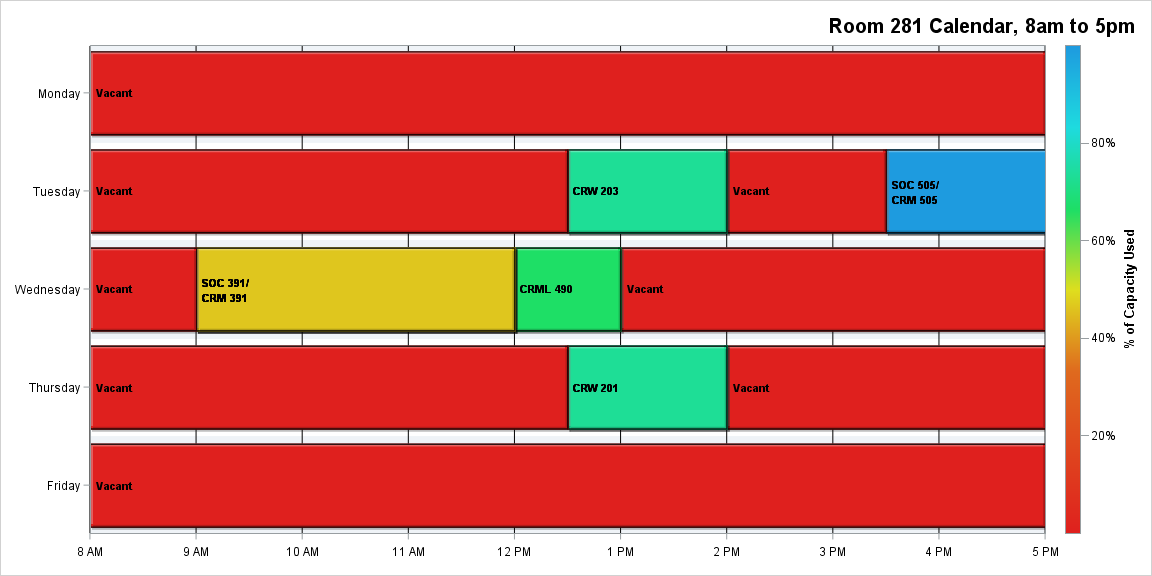 Room 281 Calendar, 8am to 5pm
Monday
Vacant
Tuesday
Vacant
CRW 203
Vacant
SOC 505/
CRM 505
Wednesday
Vacant
SOC 391/
CRM 391
CRML 490
Vacant
Thursday
Vacant
CRW 201
Vacant
Friday
Vacant
8 AM
9 AM
10 AM
11 AM
12 PM
1 PM
2 PM
3 PM
4 PM
5 PM
80%
60%
40%
20%
% of Capacity Used